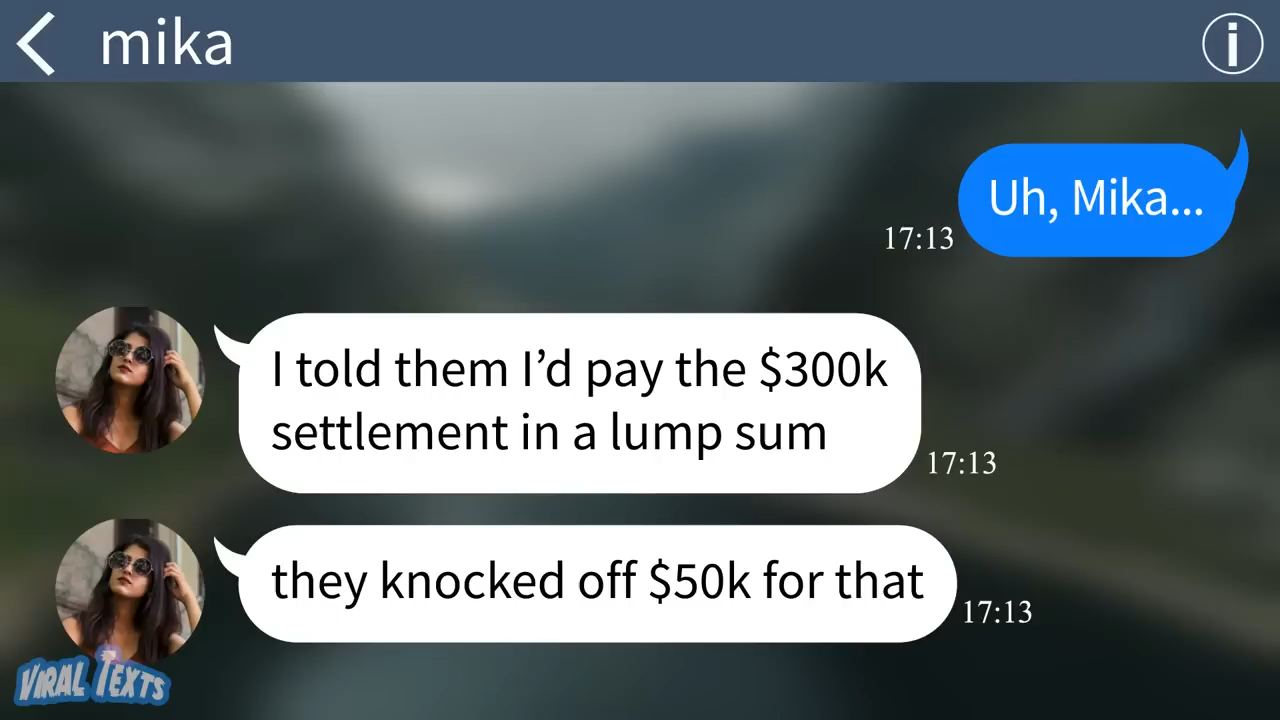 mika
i
Uh, Mika...
17:13
I told them I’d pay the $300k
settlement in a lump sum
17:13
they knocked off $50k for that
17:13
VIRAL TEXTS